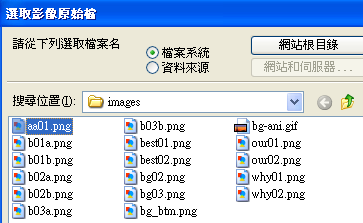 選取影像原始檔
請從下列選取檔案名
檔案系統
網站根目錄
資料來源
網站和伺服器...
搜尋位置(I):
images
aa01.png
b01a.png
b01b.png
b02a.png
b02b.png
b03a.png
b03b.png
best01.png
best02.png
bg02.png
bg03.png
bg_btm.png
bg-ani.gif
our01.png
our02.png
why01.png
why02.png